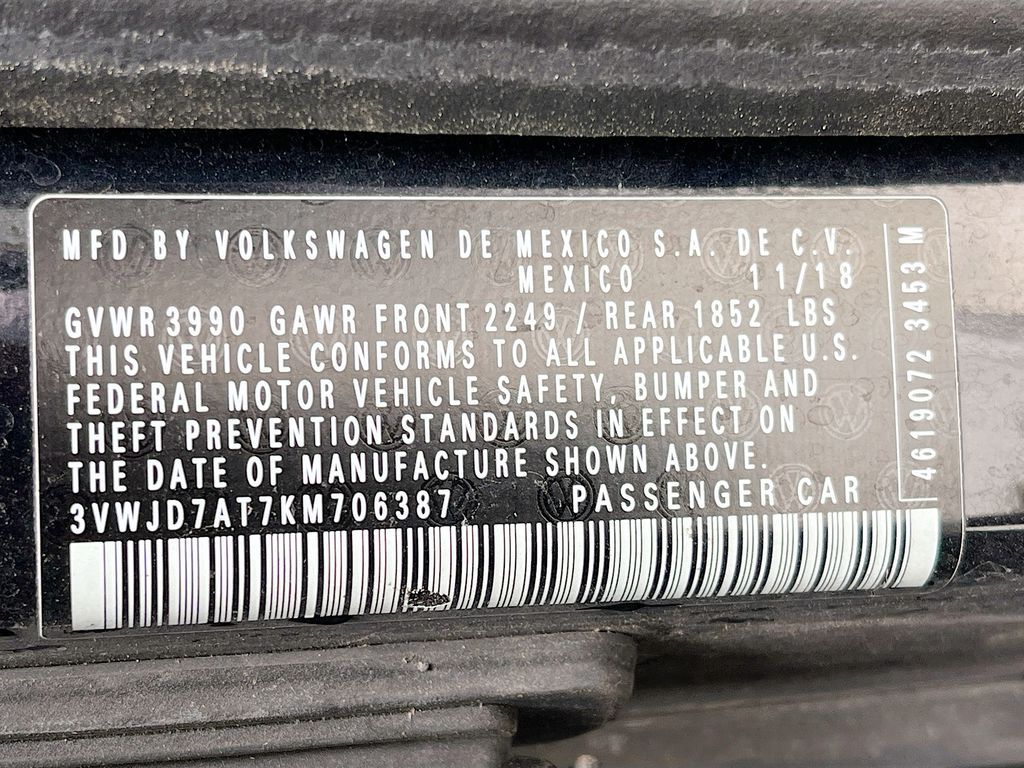 MFD BY VOLKSWAGEN DE MEXICO S.A. DE C.V.
MEXICO 11/18
GVWR 3990 GAWR FRONT 2249 / REAR 1852 LBS
THIS VEHICLE CONFORMS TO ALL APPLICABLE U.S.
FEDERAL MOTOR VEHICLE SAFETY, BUMPER AND
THEFT PREVENTION STANDARDS IN EFFECT ON
THE DATE OF MANUFACTURE SHOWN ABOVE.
3VWJD7AT7KM706387 PASSENGER CAR
4619072 3453 M